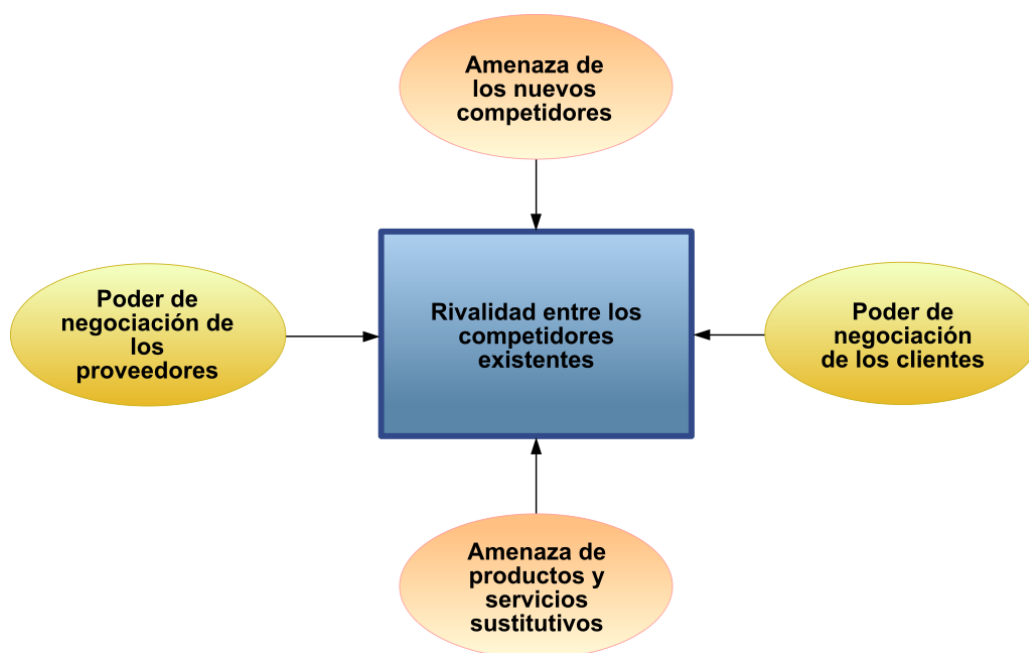 Amenaza de
los nuevos
competidores
Poder de
negociación de
los
proveedores
Rivalidad entre los
competidores
existentes
Poder de
negociación
de los clientes
Amenaza de
productos y
servicios
sustitutivos